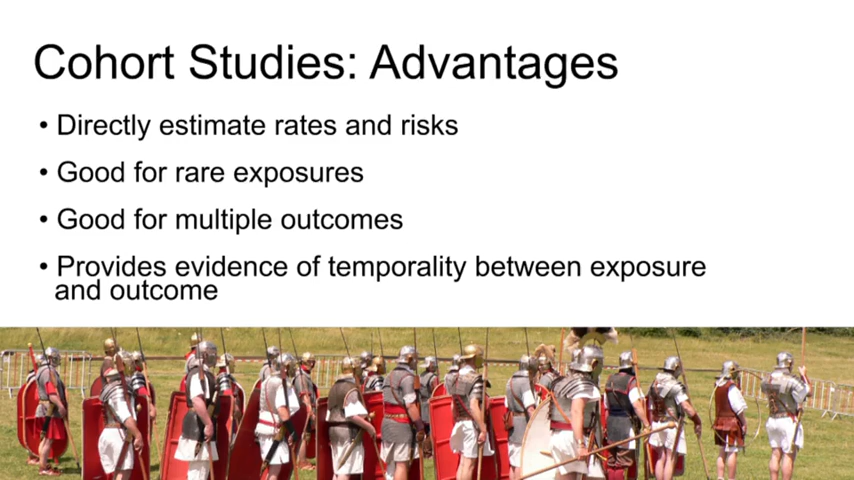 Cohort Studies: Advantages
• Directly estimate rates and risks
• Good for rare exposures
• Good for multiple outcomes
• Provides evidence of temporality between exposure
and outcome